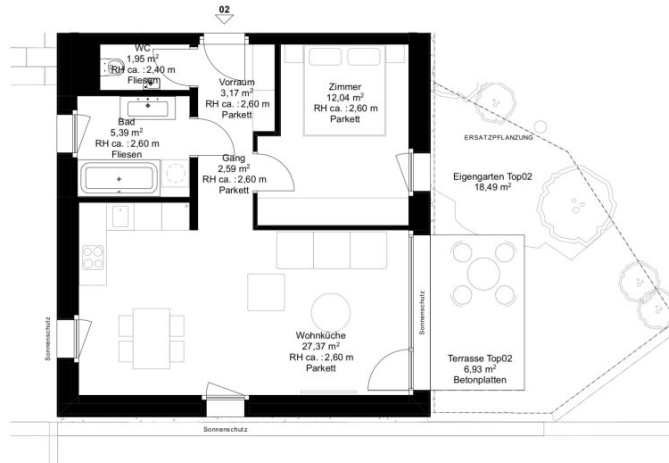 02
WC
1,95 m²
RH ca. :2,40 m
Fliesen
Vorraum
3,17 m²
RH ca. :2,60 m
Parkett
Zimmer
12,04 m²
RH ca. :2,60 m
Parkett
Bad
5,39 m²
RH ca. :2,60 m
Fliesen
Gang
2,59 m²
RH ca. :2,60 m
Parkett
ERSATZPFLANZUNG
Eigengarten Top02
18,49 m²
Wohnküche
27,37 m²
RH ca. :2,60 m
Parkett
Terrasse Top02
6,93 m²
Betonplatten
Sonnenschutz
Sonnenschutz
Sonnenschutz